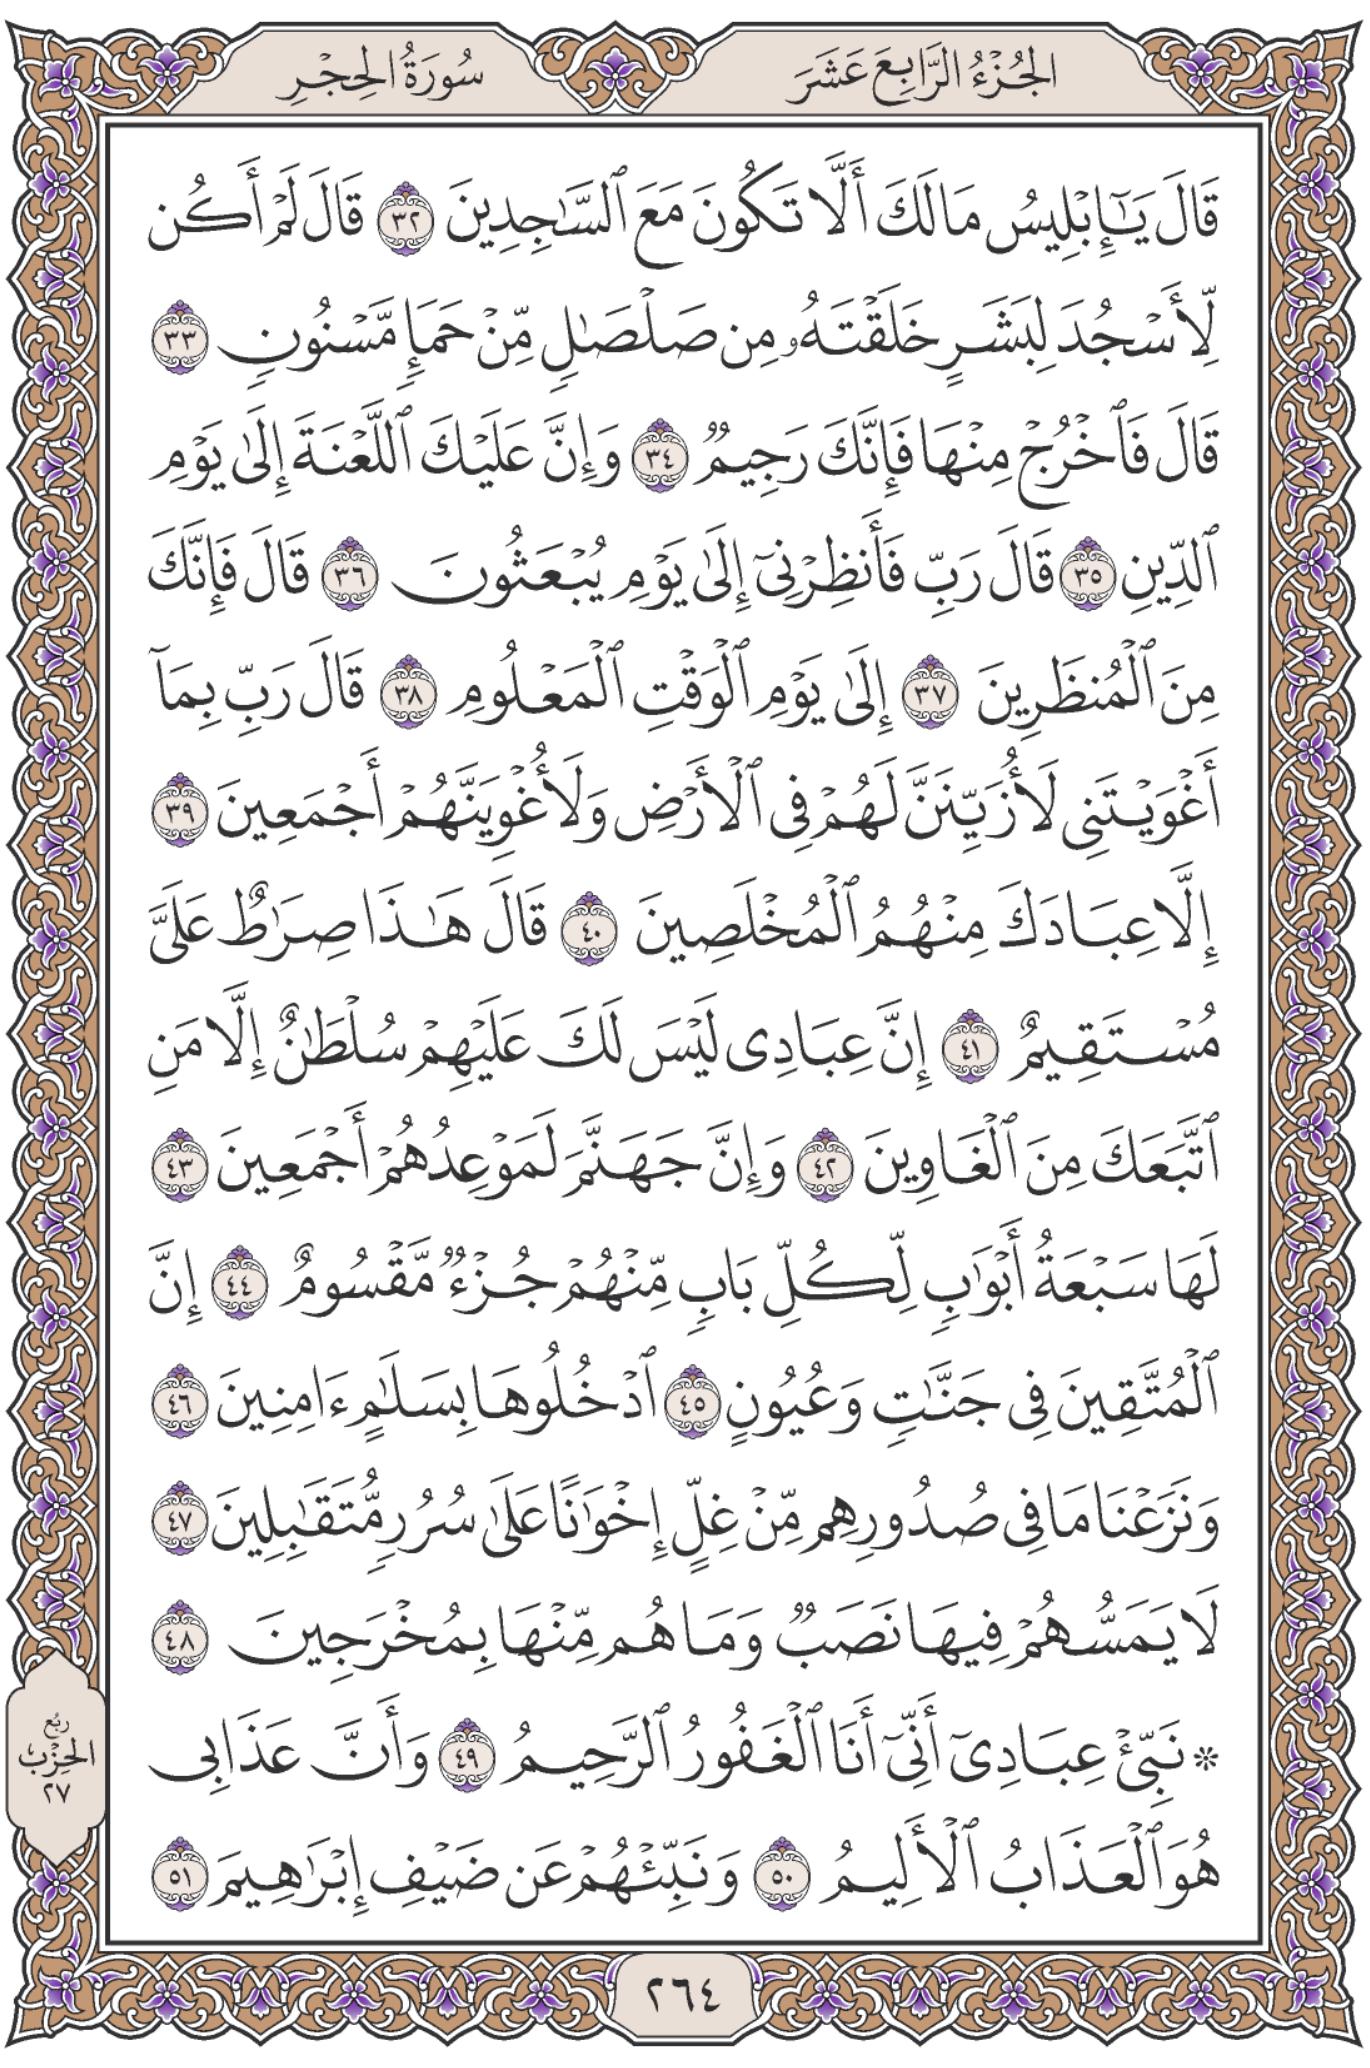 الجُزْءُ الرَّابِعَ عَشَرَ
سُورَةُ الحِجْرِ
قَالَ يَـٰٓإِبْلِيسُ مَا لَكَ أَلَّا تَكُونَ مَعَ ٱلسَّـٰجِدِينَ ٣٢ قَالَ لَمْ أَكُن
لِّأَسْجُدَ لِبَشَرٍ خَلَقْتَهُۥ مِن صَلْصَـٰلٍ مِّنْ حَمَإٍ مَّسْنُونٍ ٣٣
قَالَ فَٱخْرُجْ مِنْهَا فَإِنَّكَ رَجِيمٌ ٣٤ وَإِنَّ عَلَيْكَ ٱللَّعْنَةَ إِلَىٰ يَوْمِ
ٱلدِّينِ ٣٥ قَالَ رَبِّ فَأَنظِرْنِىٓ إِلَىٰ يَوْمِ يُبْعَثُونَ ٣٦ قَالَ فَإِنَّكَ
مِنَ ٱلْمُنظَرِينَ ٣٧ إِلَىٰ يَوْمِ ٱلْوَقْتِ ٱلْمَعْلُومِ ٣٨ قَالَ رَبِّ بِمَآ
أَغْوَيْتَنِى لَأُزَيِّنَنَّ لَهُمْ فِى ٱلْأَرْضِ وَلَأُغْوِيَنَّهُمْ أَجْمَعِينَ ٣٩
إِلَّا عِبَادَكَ مِنْهُمُ ٱلْمُخْلَصِينَ ٤٠ قَالَ هَـٰذَا صِرَٰطٌ عَلَىَّ
مُسْتَقِيمٌ ٤١ إِنَّ عِبَادِى لَيْسَ لَكَ عَلَيْهِمْ سُلْطَـٰنٌ إِلَّا مَنِ
ٱتَّبَعَكَ مِنَ ٱلْغَاوِينَ ٤٢ وَإِنَّ جَهَنَّمَ لَمَوْعِدُهُمْ أَجْمَعِينَ ٤٣
لَهَا سَبْعَةُ أَبْوَٰبٍ لِّكُلِّ بَابٍ مِّنْهُمْ جُزْءٌ مَّقْسُومٌ ٤٤ إِنَّ
ٱلْمُتَّقِينَ فِى جَنَّـٰتٍ وَعُيُونٍ ٤٥ ٱدْخُلُوهَا بِسَلَـٰمٍ ءَامِنِينَ ٤٦
وَنَزَعْنَا مَا فِى صُدُورِهِم مِّنْ غِلٍّ إِخْوَٰنًا عَلَىٰ سُرُرٍ مُّتَقَـٰبِلِينَ ٤٧
لَا يَمَسُّهُمْ فِيهَا نَصَبٌ وَمَا هُم مِّنْهَا بِمُخْرَجِينَ ٤٨
۞ نَبِّئْ عِبَادِىٓ أَنِّىٓ أَنَا ٱلْغَفُورُ ٱلرَّحِيمُ ٤٩ وَأَنَّ عَذَابِى
هُوَ ٱلْعَذَابُ ٱلْأَلِيمُ ٥٠ وَنَبِّئْهُمْ عَن ضَيْفِ إِبْرَٰهِيمَ ٥١
رُبُع
الحِزْب
٢٧
٢٦٤